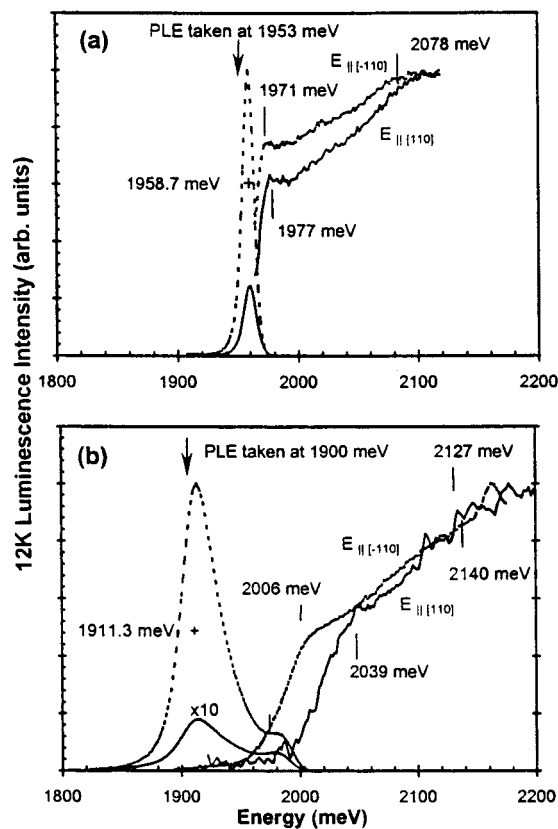 (a)
PLE taken at 1953 meV
2078 meV
E || [-110]
1971 meV
E || [110]
1958.7 meV
1977 meV
1800 1900 2000 2100 2200
12K Luminescence Intensity (arb. units)
(b)
PLE taken at 1900 meV
2127 meV
E || [-110]
2006 meV
2140 meV
E || [110]
1911.3 meV
2039 meV
x10
1800 1900 2000 2100 2200
Energy (meV)